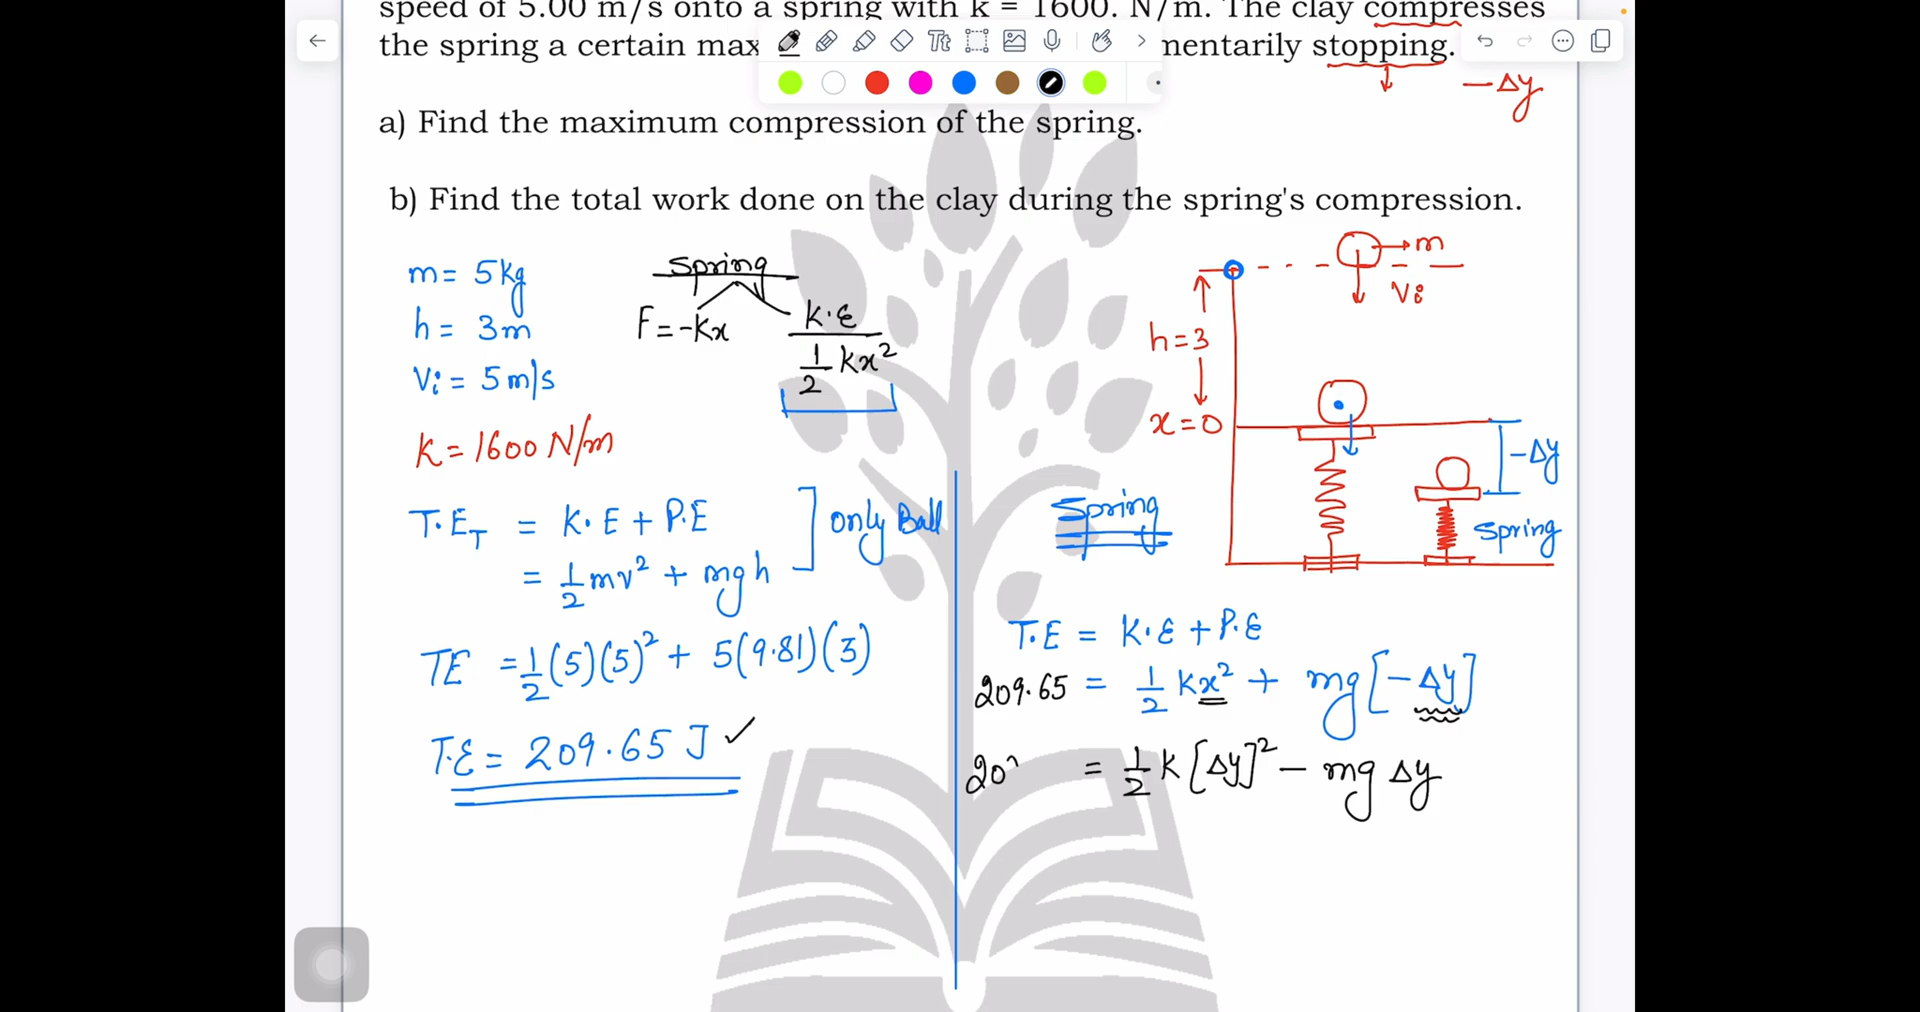 speed of 5.00 m/s onto a spring with k = 1600. N/m. The clay compresses
the spring a certain max mentarily stopping.
Tt
-Δy
a) Find the maximum compression of the spring.
b) Find the total work done on the clay during the spring's compression.
m = 5kg
h = 3m
Vi = 5 m/s
K = 1600 N/m
Spring
F = -Kx
K.E
1/2 Kx²
m
Vi
h = 3
x = 0
-Δy
Spring
T.E_T = K.E + P.E
= 1/2 mv² + mgh
] only Ball
TE = 1/2 (5)(5)² + 5(9.81)(3)
T.E = 209.65 J ✓
Spring
T.E = K.E + P.E
209.65 = 1/2 Kx² + mg[-Δy]
20 = 1/2 K[Δy]² - mg Δy